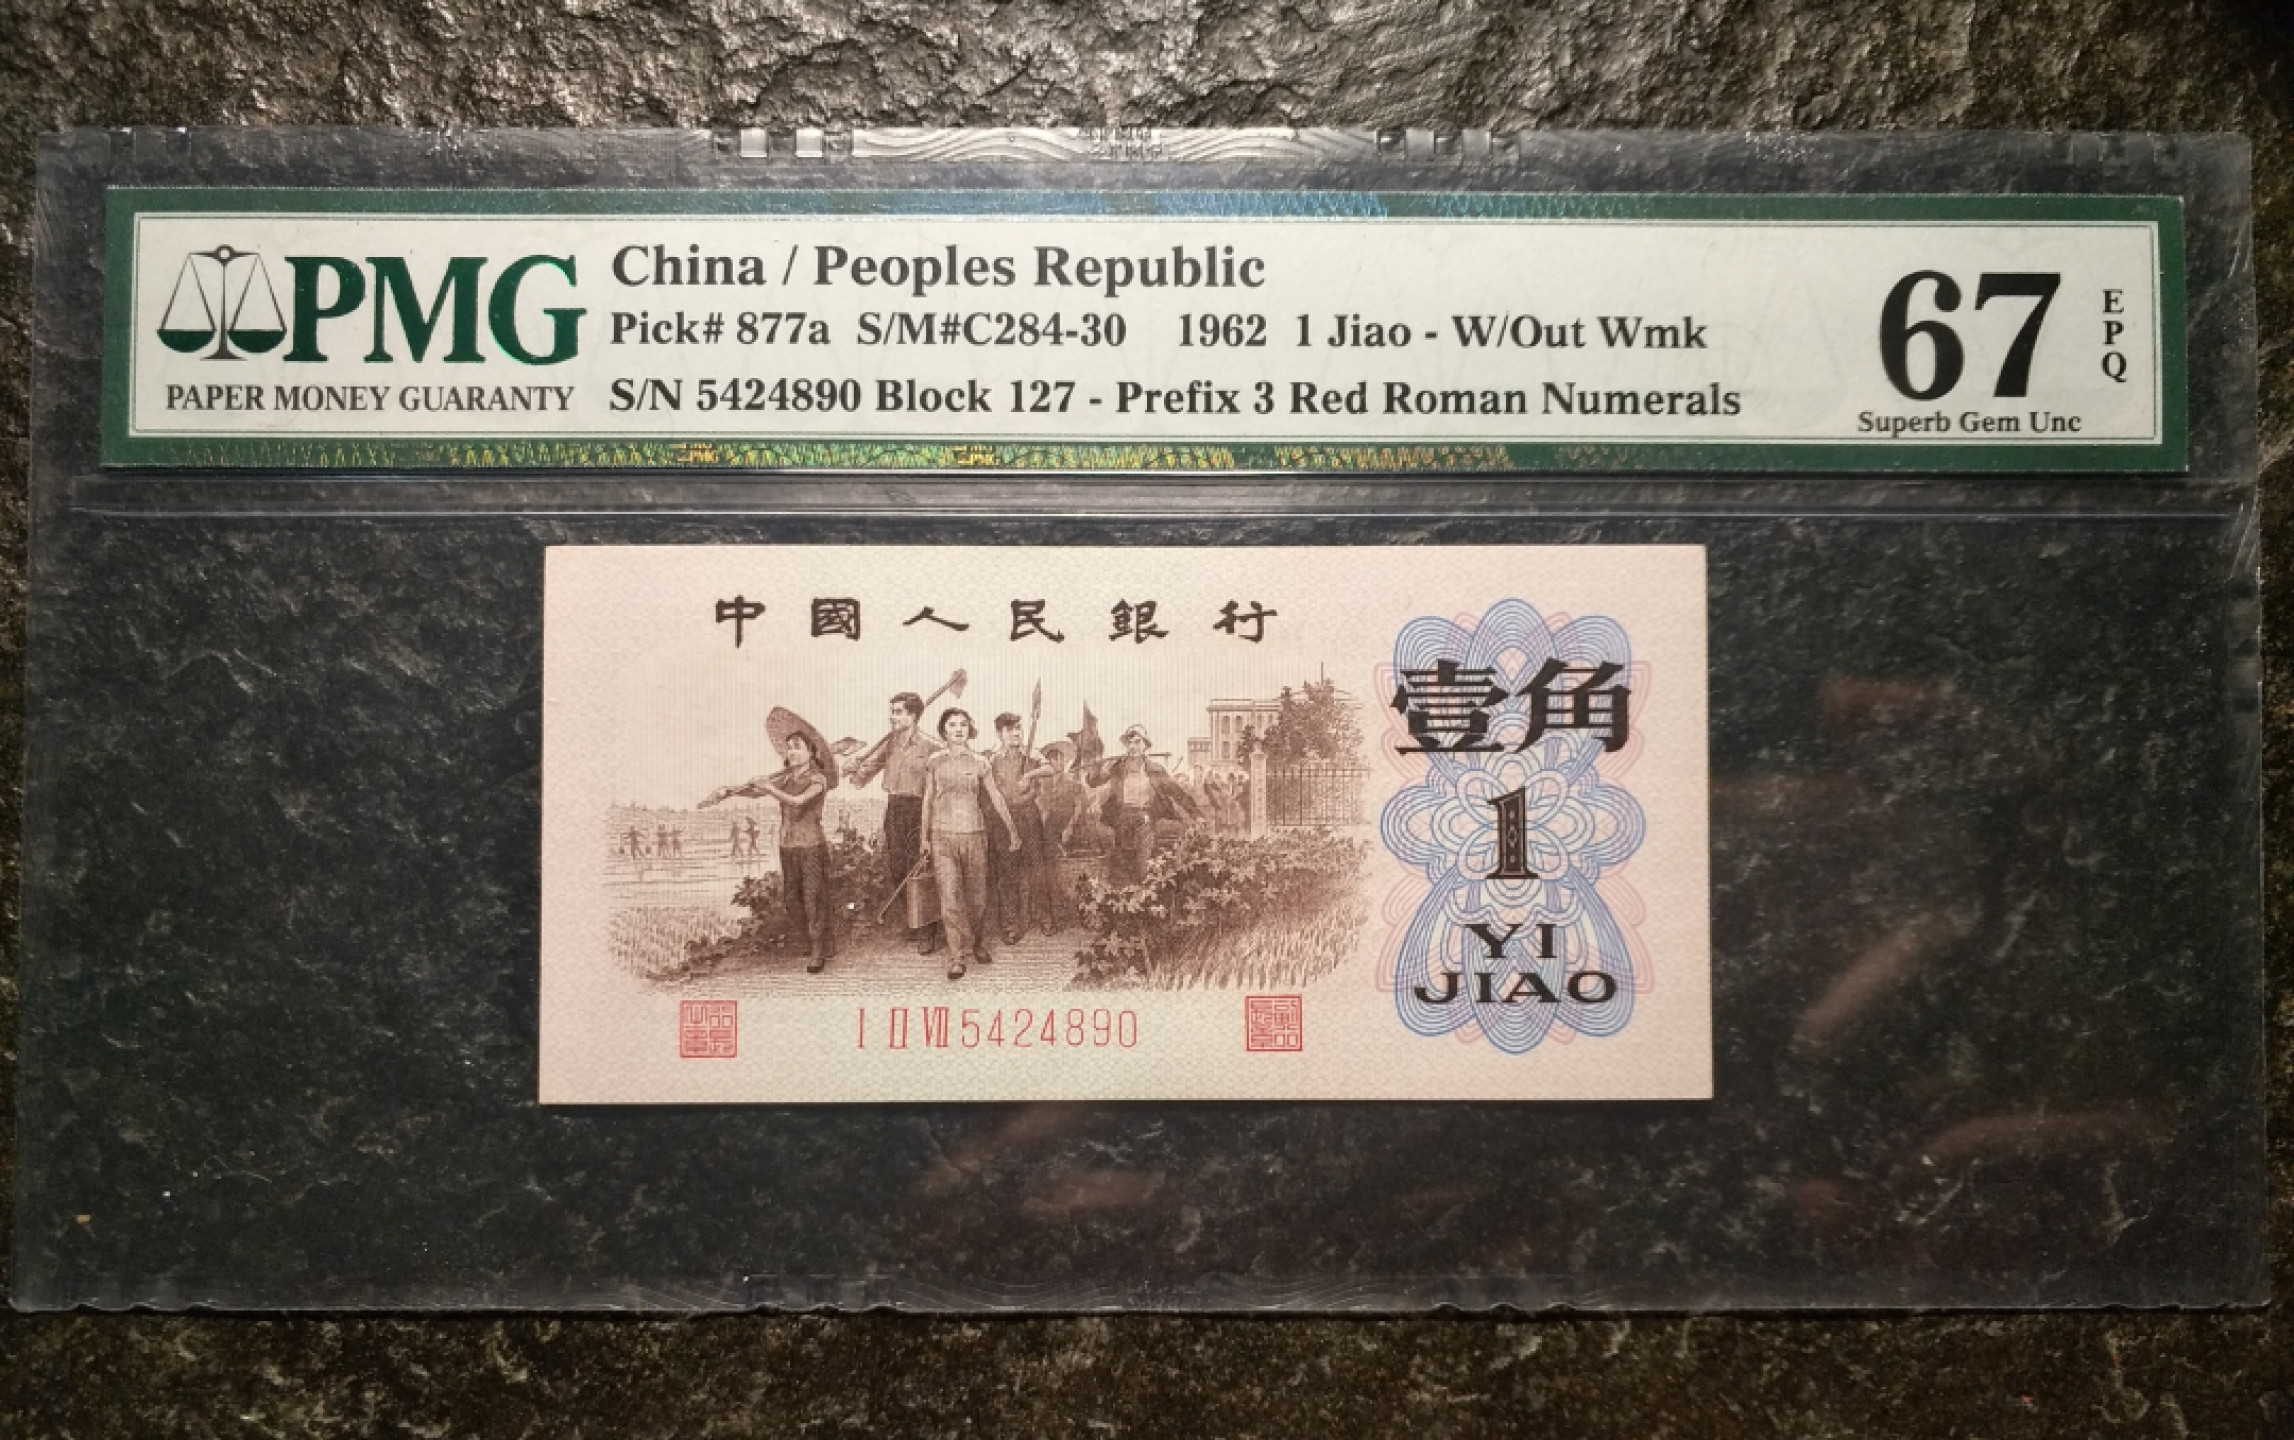 PMG
PAPER MONEY GUARANTY
China / Peoples Republic
Pick# 877a S/M#C284-30 1962 1 Jiao - W/Out Wmk
S/N 5424890 Block 127 - Prefix 3 Red Roman Numerals
67
EPQ
Superb Gem Unc
中國人民銀行
壹角
1
YI
JIAO
I II VII 5424890